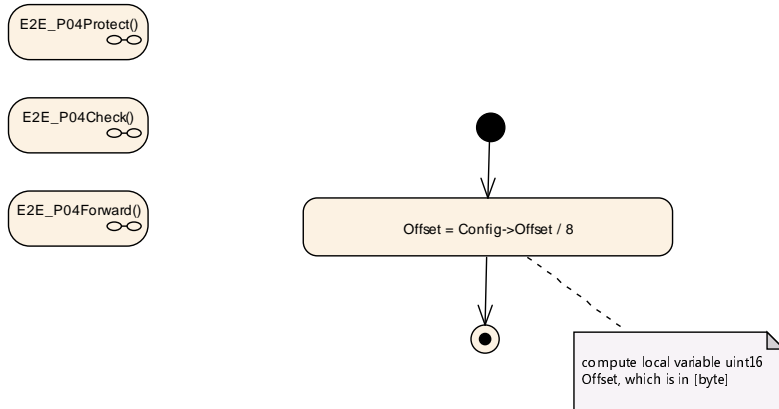 E2E_P04Protect()
E2E_P04Check()
E2E_P04Forward()
Offset = Config->Offset / 8
compute local variable uint16
Offset, which is in [byte]